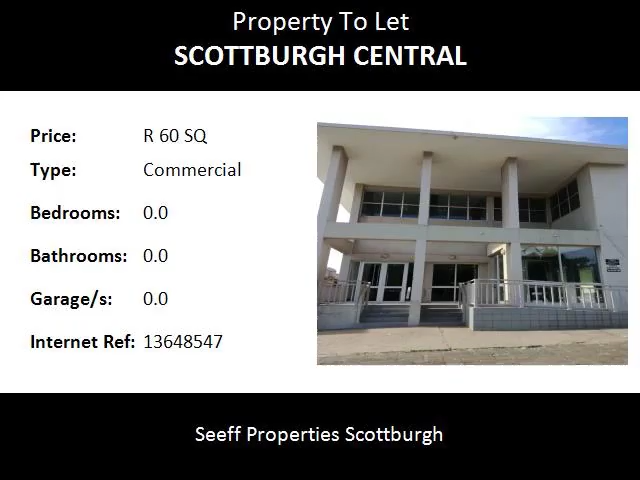 Property To Let
SCOTTBURGH CENTRAL
Price: R 60 SQ
Type: Commercial
Bedrooms: 0.0
Bathrooms: 0.0
Garage/s: 0.0
Internet Ref: 13648547
Seeff Properties Scottburgh